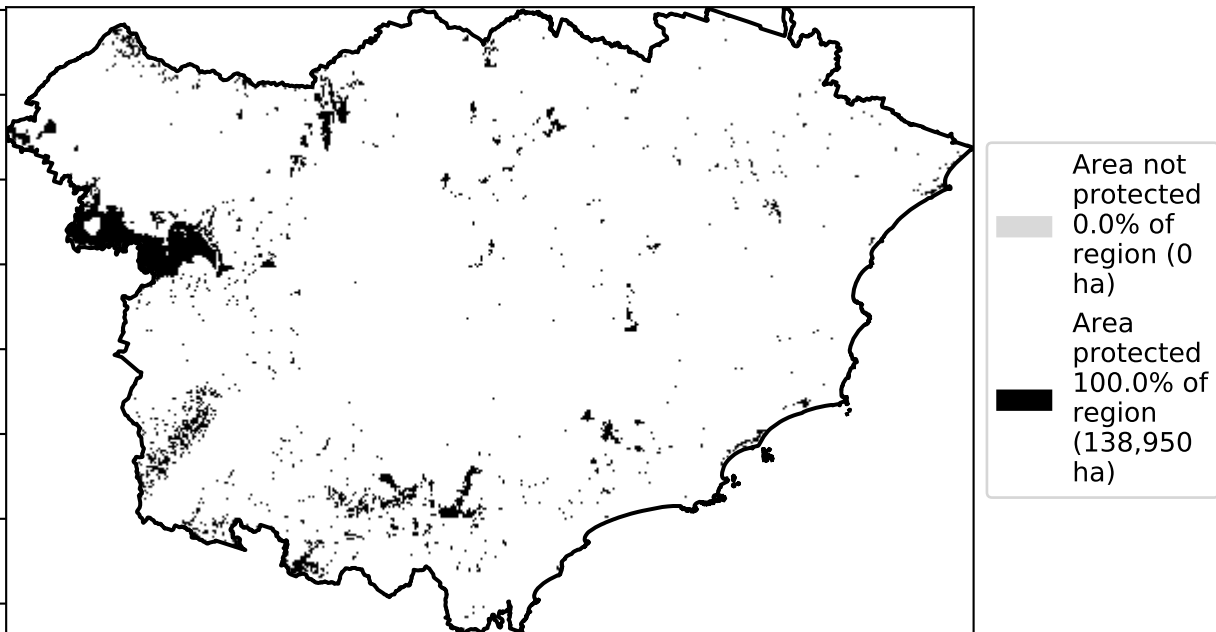 Area not
protected
0.0% of
region (0
ha)
Area
protected
100.0% of
region
(138,950
ha)